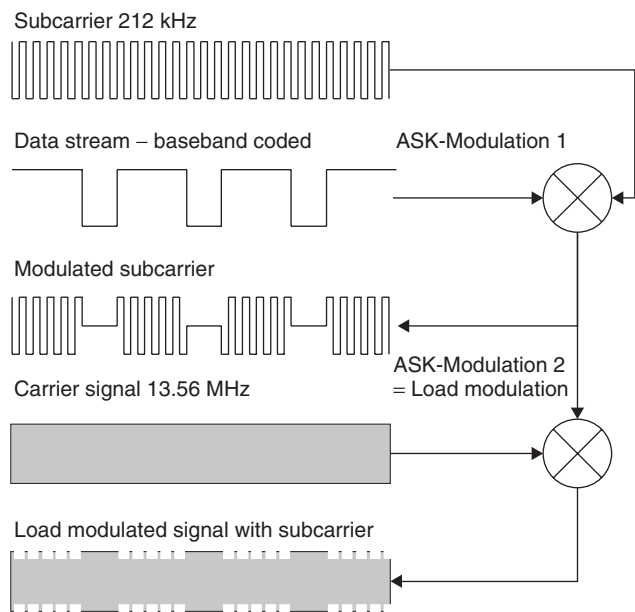 Subcarrier 212 kHz
Data stream – baseband coded
ASK-Modulation 1
Modulated subcarrier
ASK-Modulation 2
= Load modulation
Carrier signal 13.56 MHz
Load modulated signal with subcarrier